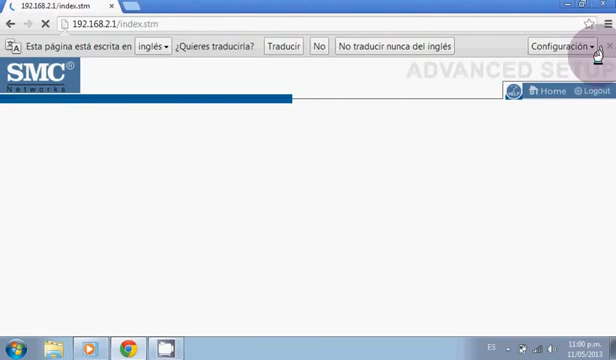 192.168.2.1/index.stm
192.168.2.1/index.stm
Esta página está escrita en inglés ¿Quieres traducirla? Traducir No No traducir nunca del inglés Configuración
SMC®
Networks
ADVANCED SETUP
HELP Home Logout
ES
11:00 p.m.
11/05/2013